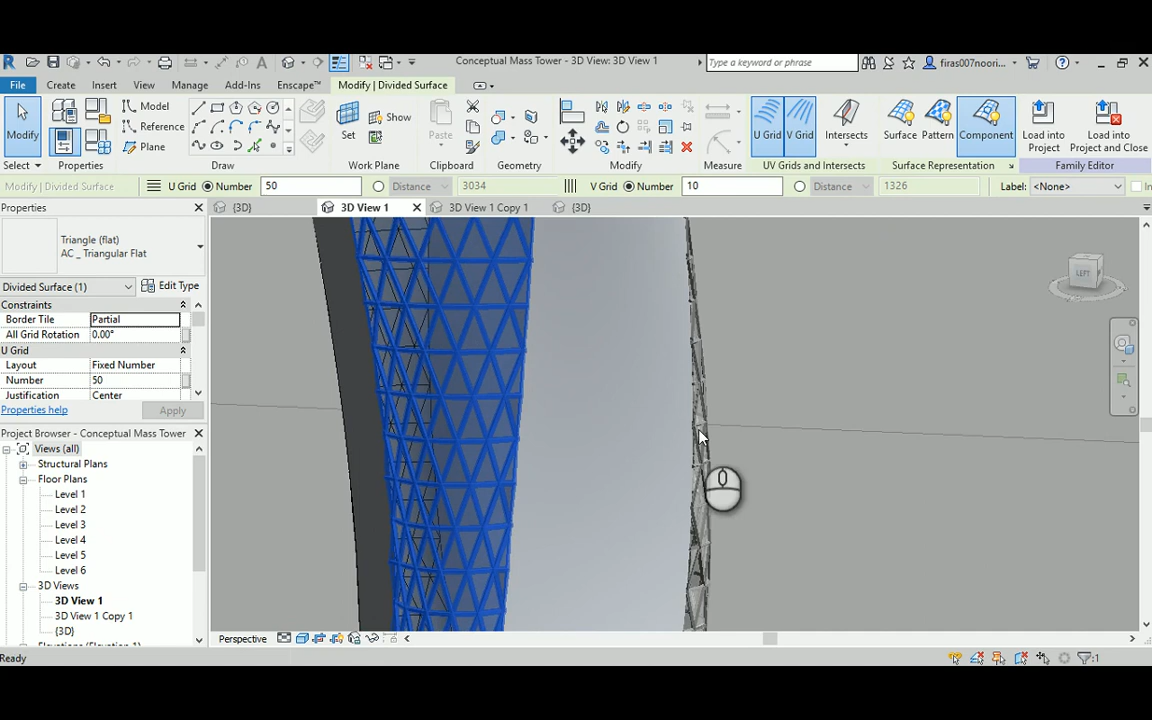 Conceptual Mass Tower - 3D View: 3D View 1
Type a keyword or phrase
firas007noori...
File
Create
Insert
View
Manage
Add-Ins
Enscape™
Modify | Divided Surface
Modify
Model
Reference
Plane
Set
Show
Paste
U Grid
V Grid
Intersects
Surface
Pattern
Component
Load into
Project
Load into
Project and Close
Select
Properties
Draw
Work Plane
Clipboard
Geometry
Modify
Measure
UV Grids and Intersects
Surface Representation
Family Editor
Modify | Divided Surface
U Grid
Number
50
Distance
3034
V Grid
Number
10
Distance
1326
Label:
<None>
In
Properties
{3D}
3D View 1
3D View 1 Copy 1
{3D}
Triangle (flat)
AC _ Triangular Flat
Divided Surface (1)
Edit Type
Constraints
Border Tile
Partial
All Grid Rotation
0.00°
U Grid
Layout
Fixed Number
Number
50
Justification
Center
Properties help
Apply
Project Browser - Conceptual Mass Tower
Views (all)
Structural Plans
Floor Plans
Level 1
Level 2
Level 3
Level 4
Level 5
Level 6
3D Views
3D View 1
3D View 1 Copy 1
{3D}
LEFT
Perspective
Ready
:1